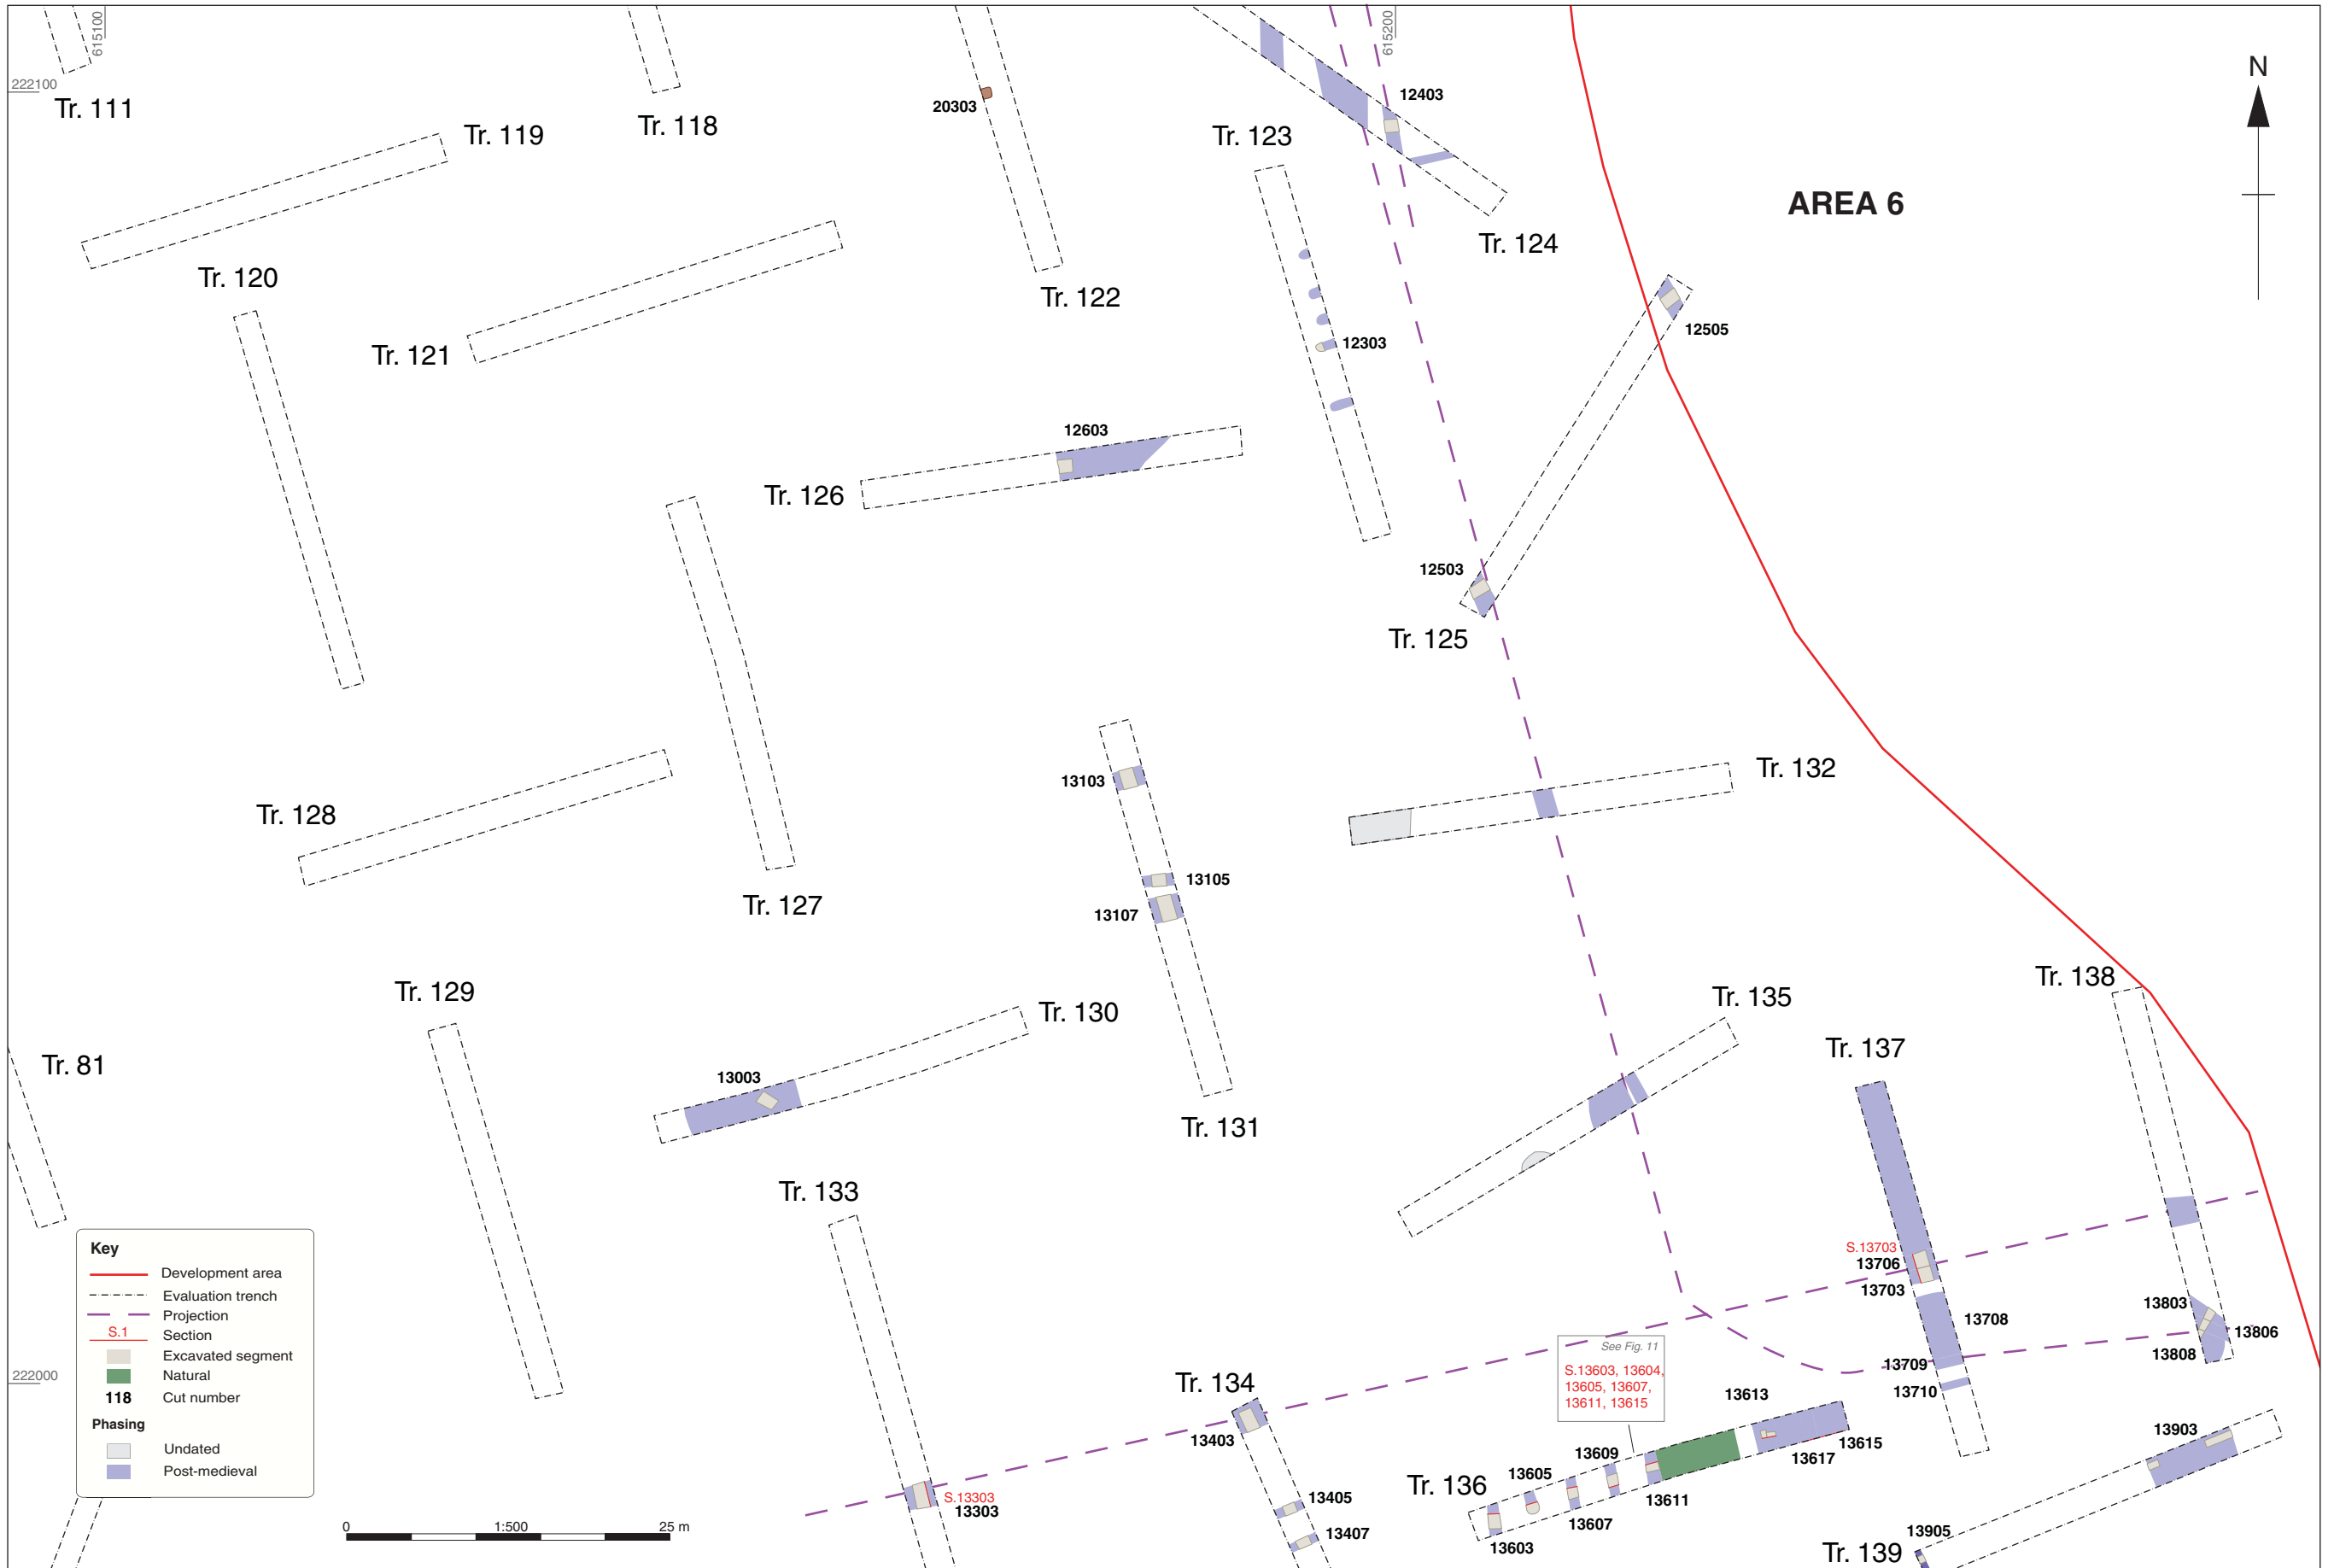 615100
615200
N
222100
Tr. 111
Tr. 119
Tr. 118
20303
12403
Tr. 123
AREA 6
Tr. 124
Tr. 120
Tr. 122
12505
Tr. 121
12303
12603
Tr. 126
12503
Tr. 125
13103
Tr. 132
Tr. 128
13105
Tr. 127
13107
Tr. 138
Tr. 129
Tr. 135
Tr. 130
Tr. 137
Tr. 81
13003
Tr. 131
Tr. 133
S.13703
13706
13703
13803
13708
13806
13808
13709
13710
Key
Development area
Evaluation trench
Projection
S.1 Section
Excavated segment
Natural
118 Cut number
Phasing
Undated
Post-medieval
222000
See Fig. 11
S.13603, 13604,
13605, 13607,
13611, 13615
Tr. 134
13403
13613
13903
13609
13615
13617
13605
Tr. 136
13611
S.13303
13303
13405
13407
13607
13603
13905
Tr. 139
0 1:500 25 m